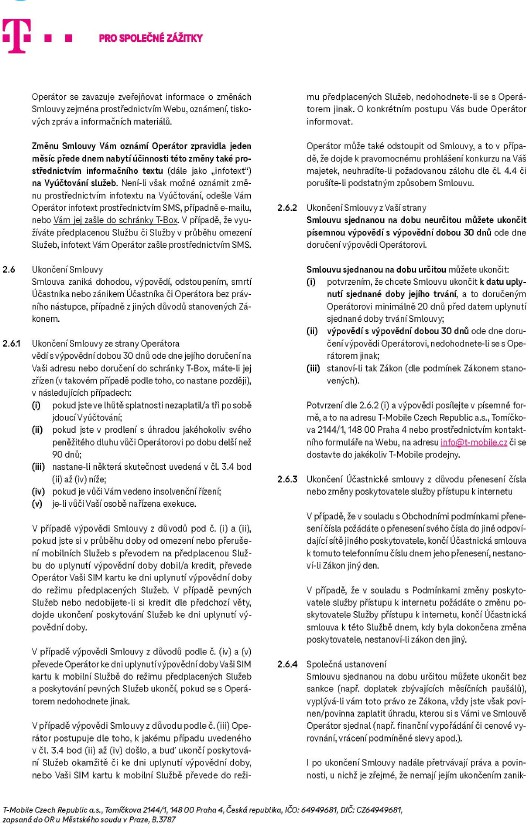 T
PRO SPOLEČNÉ ZÁŽITKY
Operátor se zavazuje zveřejňovat informace o změnách
Smlouvy zejména prostřednictvím Webu, oznámení, tisko-
vých zpráv a informačních materiálů.
Změnu Smlouvy Vám oznámí Operátor zpravidla jeden
měsíc přede dnem nabytí účinnosti této změny také pro-
střednictvím informačního textu (dále jako „infotext“)
na Vyúčtování služeb. Není-li však možné oznámit změ-
nu prostřednictvím infotextu na Vyúčtování, odešle Vám
Operátor infotext prostřednictvím SMS, případně e-mailu,
nebo Vám jej zašle do schránky T-Box. V případě, že vyu-
žíváte předplacenou Službu či Služby v průběhu omezení
Služeb, infotext Vám Operátor zašle prostřednictvím SMS.
2.6 Ukončení Smlouvy
Smlouva zaniká dohodou, výpovědí, odstoupením, smrtí
Účastníka nebo zánikem Účastníka či Operátora bez práv-
ního nástupce, případně z jiných důvodů stanovených Zá-
konem.
2.6.1 Ukončení Smlouvy ze strany Operátora
vědí s výpovědní dobou 30 dnů ode dne jejího doručení na
Vaši adresu nebo doručení do schránky T-Box, máte-li jej
zřízen (v takovém případě podle toho, co nastane později),
v následujících případech:
(i) pokud jste ve lhůtě splatnosti nezaplatil/a tři po sobě
jdoucí Vyúčtování;
(ii) pokud jste v prodlení s úhradou jakéhokoliv svého
peněžitého dluhu vůči Operátorovi po dobu delší než
90 dnů;
(iii) nastane-li některá skutečnost uvedená v čl. 3.4 bod
(ii) až (iv) níže;
(iv) pokud je vůči Vám vedeno insolvenční řízení;
(v) je-li vůči Vaší osobě nařízena exekuce.
V případě výpovědi Smlouvy z důvodů pod č. (i) a (ii),
pokud jste si v průběhu doby od omezení nebo přeruše-
ní mobilních Služeb s převodem na předplacenou Služ-
bu do uplynutí výpovědní doby dobil/a kredit, převede
Operátor Vaši SIM kartu ke dni uplynutí výpovědní doby
do režimu předplacených Služeb. V případě pevných
Služeb nebo nedobijete-li si kredit dle předchozí věty,
dojde ukončení poskytování Služeb ke dni uplynutí vý-
povědní doby.
V případě výpovědi Smlouvy z důvodů podle č. (iv) a (v)
převede Operátor ke dni uplynutí výpovědní doby Vaši SIM
kartu k mobilní Službě do režimu předplacených Služeb
a poskytování pevných Služeb ukončí, pokud se s Operá-
torem nedohodnete jinak.
V případě výpovědi Smlouvy z důvodu podle č. (iii) Ope-
rátor postupuje dle toho, k jakému případu uvedeného
v čl. 3.4 bod (ii) až (iv) došlo, a buď ukončí poskytová-
ní Služeb okamžitě či ke dni uplynutí výpovědní doby,
nebo Vaši SIM kartu k mobilní Službě převede do reži-
mu předplacených Služeb, nedohodnete-li se s Operá-
torem jinak. O konkrétním postupu Vás bude Operátor
informovat.
Operátor může také odstoupit od Smlouvy, a to v přípa-
dě, že dojde k pravomocnému prohlášení konkurzu na Váš
majetek, neuhradíte-li požadovanou zálohu dle čl. 4.4 či
porušíte-li podstatným způsobem Smlouvu.
2.6.2 Ukončení Smlouvy z Vaší strany
Smlouvu sjednanou na dobu neurčitou můžete ukončit
písemnou výpovědí s výpovědní dobou 30 dnů ode dne
doručení výpovědi Operátorovi.
Smlouvu sjednanou na dobu určitou můžete ukončit:
(i) potvrzením, že chcete Smlouvu ukončit k datu uply-
nutí sjednané doby jejího trvání, a to doručeným
Operátorovi minimálně 20 dnů před datem uplynutí
sjednané doby trvání Smlouvy;
(ii) výpovědí s výpovědní dobou 30 dnů ode dne doru-
čení výpovědi Operátorovi, nedohodnete-li se s Ope-
rátorem jinak;
(iii) stanoví-li tak Zákon (dle podmínek Zákonem stano-
vených).
Potvrzení dle 2.6.2 (i) a výpovědi posílejte v písemné for-
mě, a to na adresu T-Mobile Czech Republic a.s., Tomíčko-
va 2144/1, 148 00 Praha 4 nebo prostřednictvím kontakt-
ního formuláře na Webu, na adresu info@t-mobile.cz či se
dostavte do jakékoliv T-Mobile prodejny.
2.6.3 Ukončení Účastnické smlouvy z důvodu přenesení čísla
nebo změny poskytovatele služby přístupu k internetu
V případě, že v souladu s Obchodními podmínkami přene-
sení čísla požádáte o přenesení svého čísla do jiné odpoví-
dající sítě jiného poskytovatele, končí Účastnická smlouva
k tomuto telefonnímu číslu dnem jeho přenesení, nestano-
ví-li Zákon jiný den.
V případě, že v souladu s Podmínkami změny poskyto-
vatele služby přístupu k internetu požádáte o změnu po-
skytovatele Služby přístupu k internetu, končí Účastnická
smlouva k této Službě dnem, kdy byla dokončena změna
poskytovatele, nestanoví-li zákon den jiný.
2.6.4 Společná ustanovení
Smlouvu sjednanou na dobu určitou můžete ukončit bez
sankce (např. doplatek zbývajících měsíčních paušálů),
vyplývá-li vám toto právo ze Zákona, vždy jste však povi-
nen/povinna zaplatit úhradu, kterou si s Vámi ve Smlouvě
Operátor sjednal (např. finanční vypořádání či cenové vy-
rovnání, vrácení podmíněné slevy apod.).
I po ukončení Smlouvy nadále přetrvávají práva a povin-
nosti, u nichž je zřejmé, že nemají jejím ukončením zanik-
T-Mobile Czech Republic a.s., Tomíčkova 2144/1, 148 00 Praha 4, Česká republika, IČO: 64949681, DIČ: CZ64949681,
zapsaná do OR u Městského soudu v Praze, B.3787